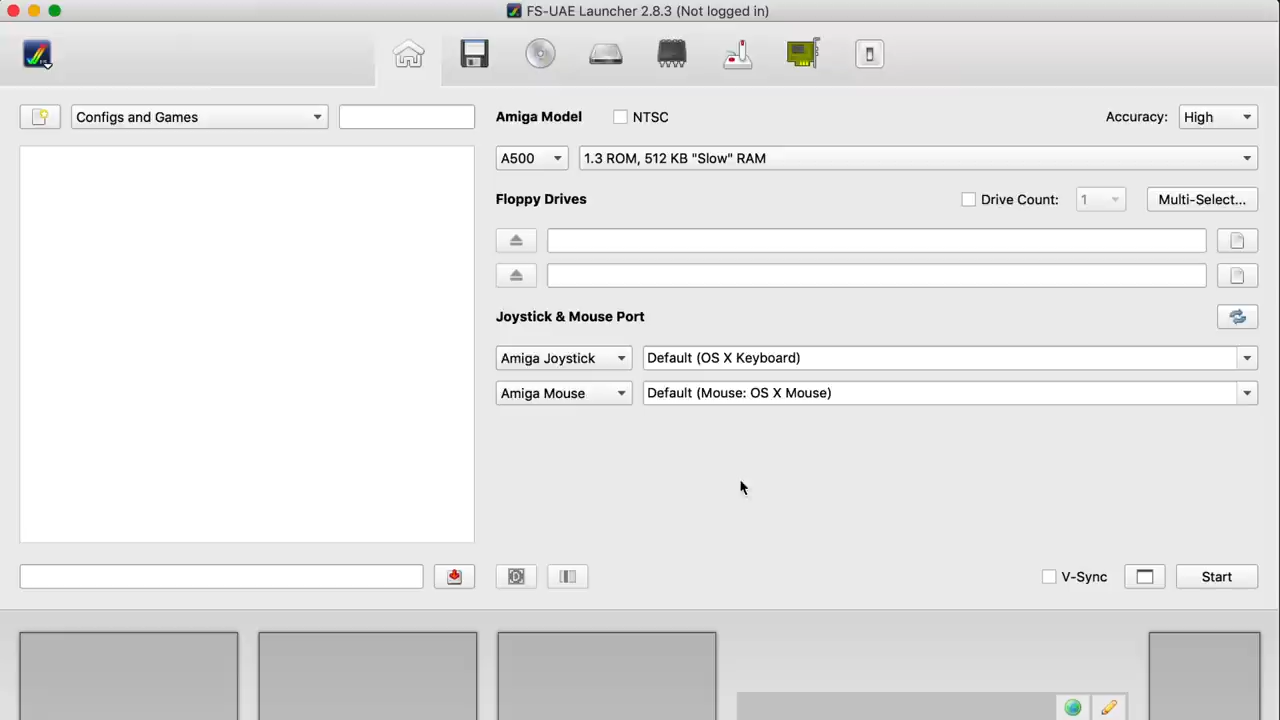 FS-UAE Launcher 2.8.3 (Not logged in)
Configs and Games
Amiga Model
NTSC
Accuracy:
High
A500
1.3 ROM, 512 KB "Slow" RAM
Floppy Drives
Drive Count:
1
Multi-Select...
Joystick & Mouse Port
Amiga Joystick
Default (OS X Keyboard)
Amiga Mouse
Default (Mouse: OS X Mouse)
V-Sync
Start